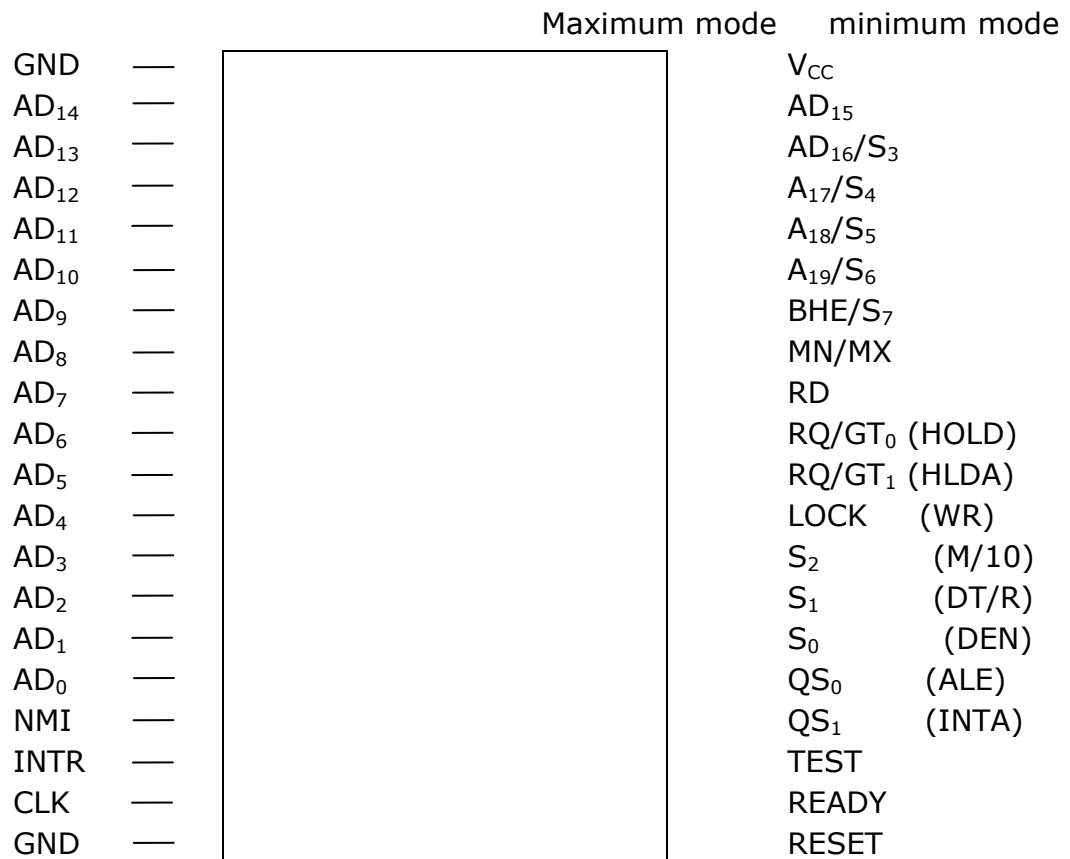 Maximum mode minimum mode
GND V_CC
AD₁₄ AD₁₅
AD₁₃ AD₁₆/S₃
AD₁₂ A₁₇/S₄
AD₁₁ A₁₈/S₅
AD₁₀ A₁₉/S₆
AD₉ BHE/S₇
AD₈ MN/MX
AD₇ RD
AD₆ RQ/GT₀ (HOLD)
AD₅ RQ/GT₁ (HLDA)
AD₄ LOCK (WR)
AD₃ S₂ (M/10)
AD₂ S₁ (DT/R)
AD₁ S₀ (DEN)
AD₀ QS₀ (ALE)
NMI QS₁ (INTA)
INTR TEST
CLK READY
GND RESET